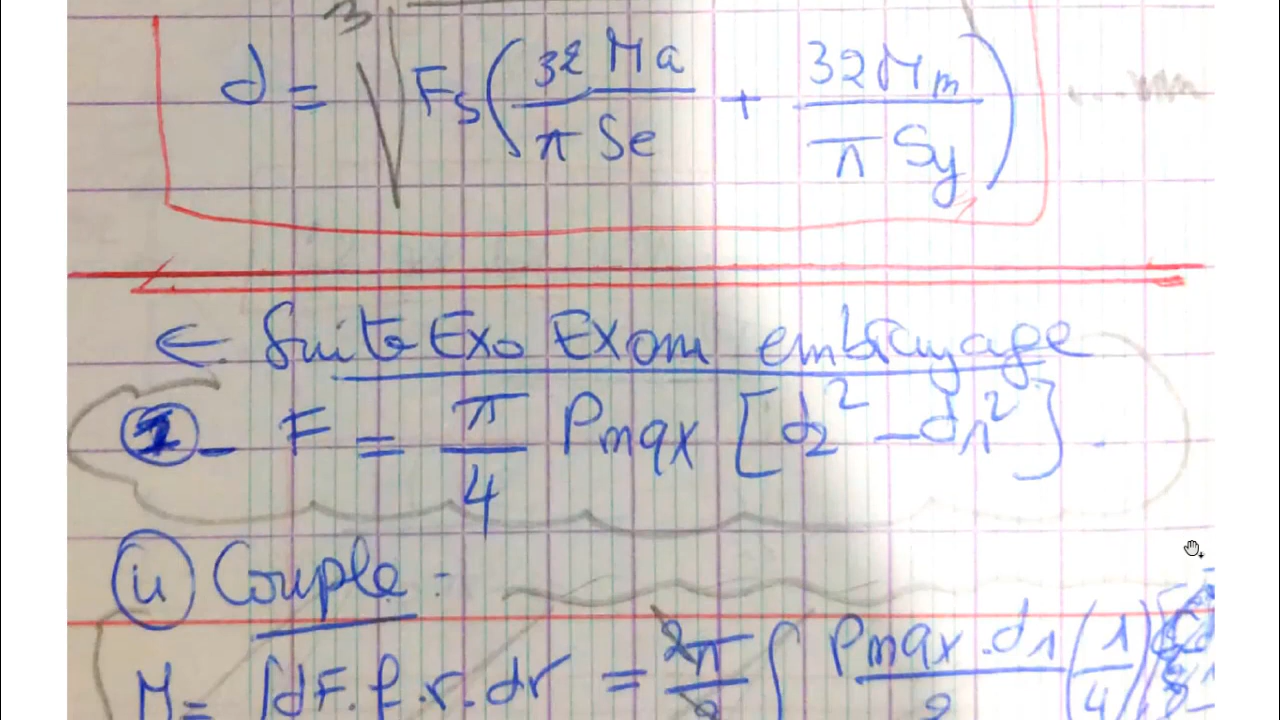 d = ∛ Fs ( 32 Ma / π Se + 32 Mm / π Sy )
← Suite Exo Exam embrayage
1 - F = π / 4 Pmax [ d2² - d1² ] .
4) Couple :
M = ∫dF.f.r.dr = 2π / 2 ∫ Pmax .d1 / 2 ( 1 / 4 )